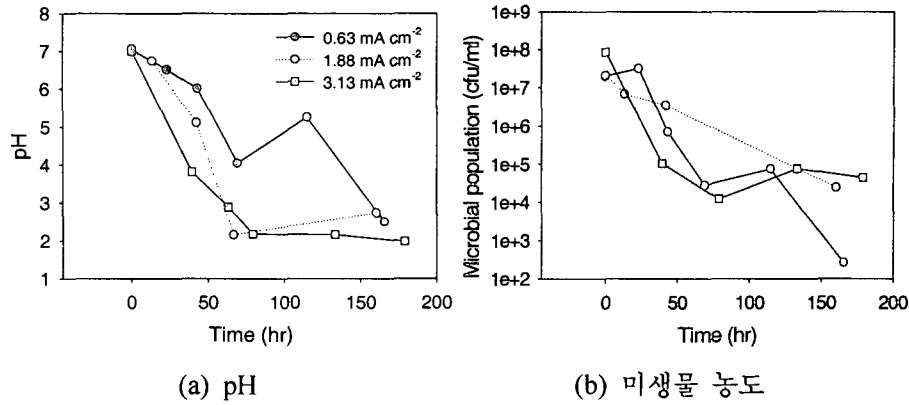 8
7
6
5
4
3
2
1
pH
0.63 mA cm-2
1.88 mA cm-2
3.13 mA cm-2
0 50 100 150 200
Time (hr)
(a) pH
1e+9
1e+8
1e+7
1e+6
1e+5
1e+4
1e+3
1e+2
Microbial population (cfu/ml)
0 50 100 150 200
Time (hr)
(b) 미생물 농도